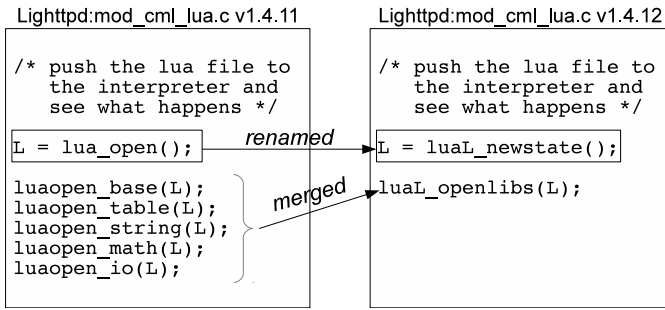 Lighttpd:mod_cml_lua.c v1.4.11
/* push the lua file to
the interpreter and
see what happens */
L = lua_open();
luaopen_base(L);
luaopen_table(L);
luaopen_string(L);
luaopen_math(L);
luaopen_io(L);
renamed
merged
Lighttpd:mod_cml_lua.c v1.4.12
/* push the lua file to
the interpreter and
see what happens */
L = luaL_newstate();
luaL_openlibs(L);